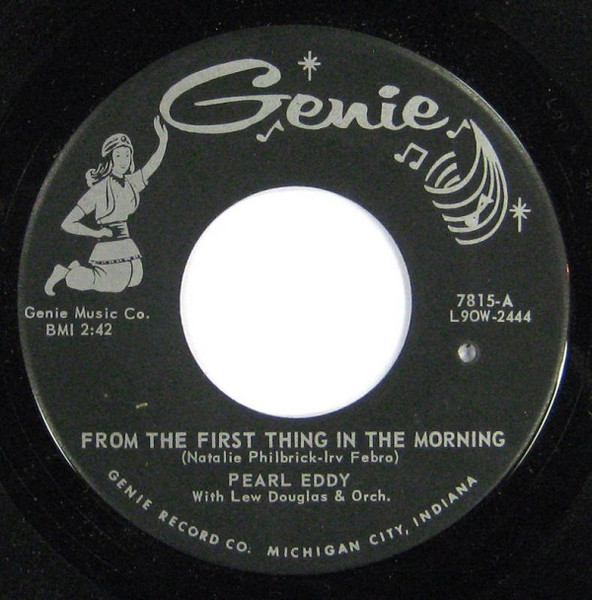 Genie
Genie Music Co.
BMI 2:42
7815-A
L9OW-2444
FROM THE FIRST THING IN THE MORNING
(Natalie Philbrick-Irv Febro)
PEARL EDDY
With Lew Douglas & Orch.
GENIE RECORD CO. MICHIGAN CITY, INDIANA